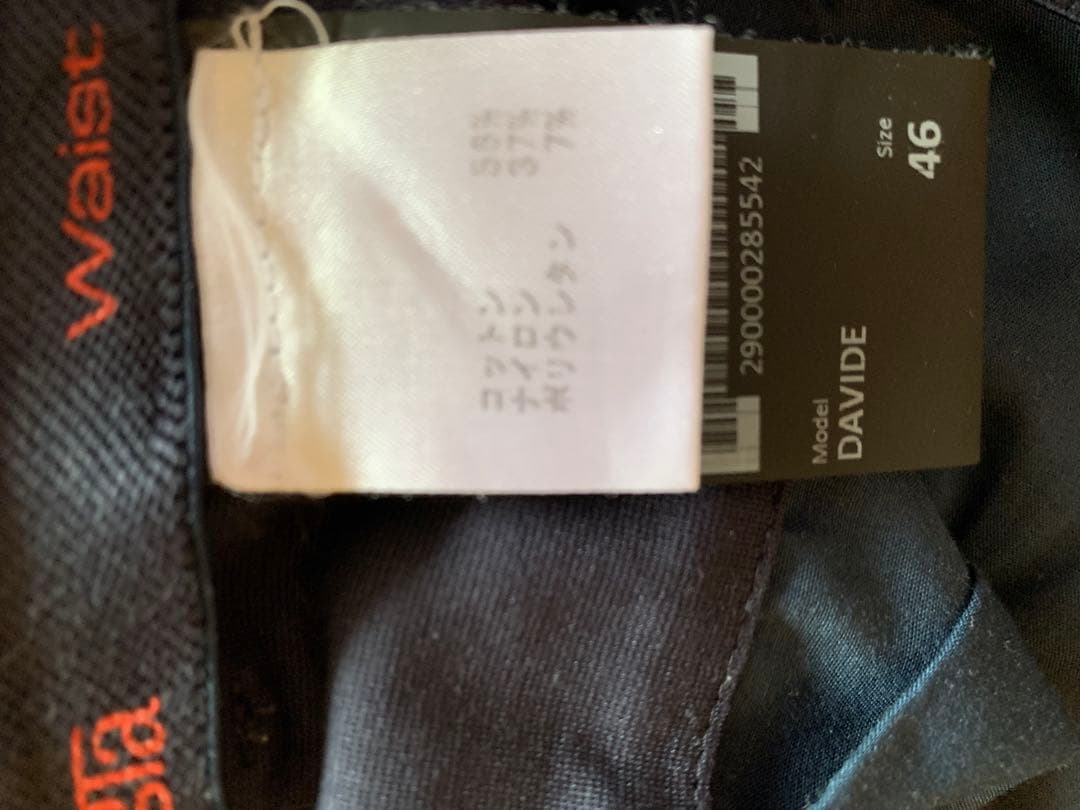 Waist
コットン 56%
ナイロン 37%
ポリウレタン 7%
2900000285542
Model
DAVIDE
Size
46